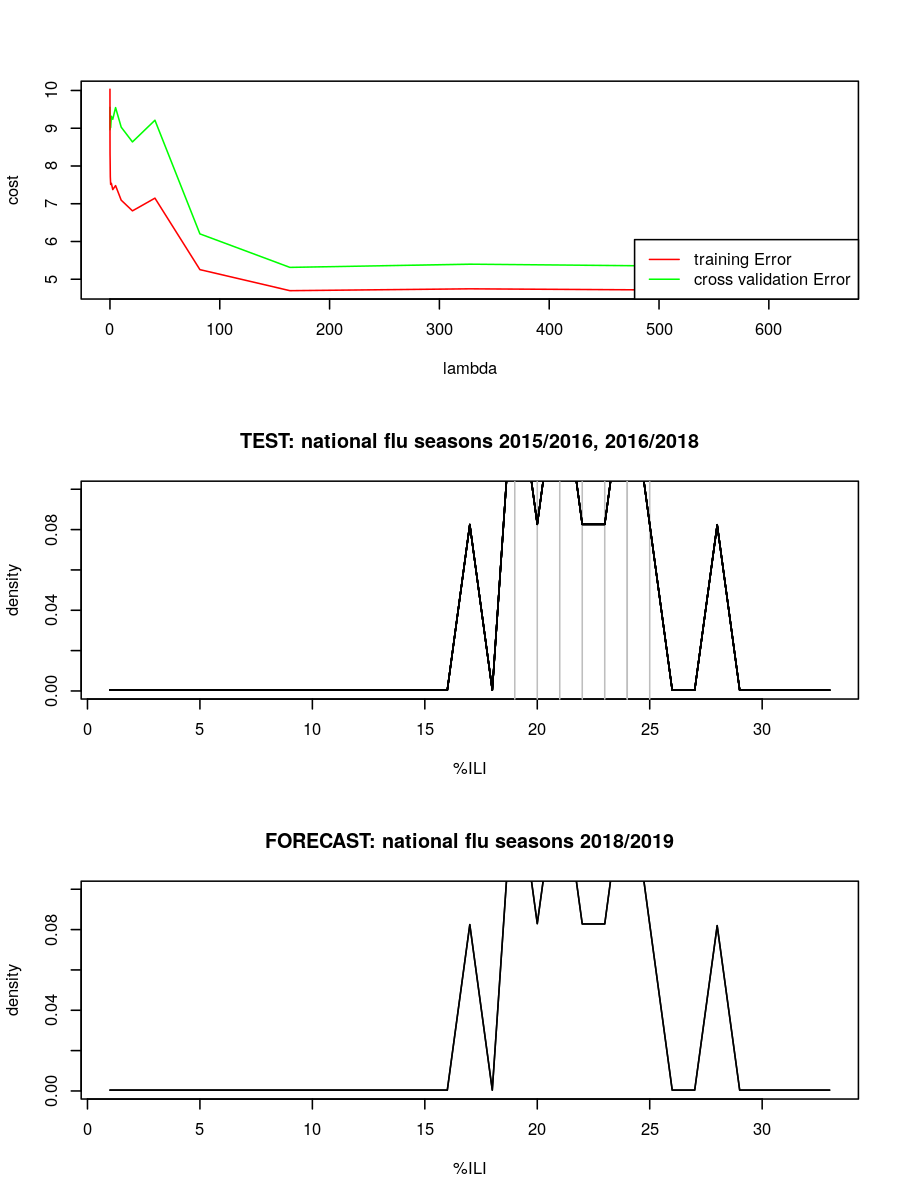 10
9
8
7
6
5
cost
training Error
cross validation Error
0 100 200 300 400 500 600
lambda
TEST: national flu seasons 2015/2016, 2016/2018
0.08
0.04
0.00
density
0 5 10 15 20 25 30
%ILI
FORECAST: national flu seasons 2018/2019
0.08
0.04
0.00
density
0 5 10 15 20 25 30
%ILI